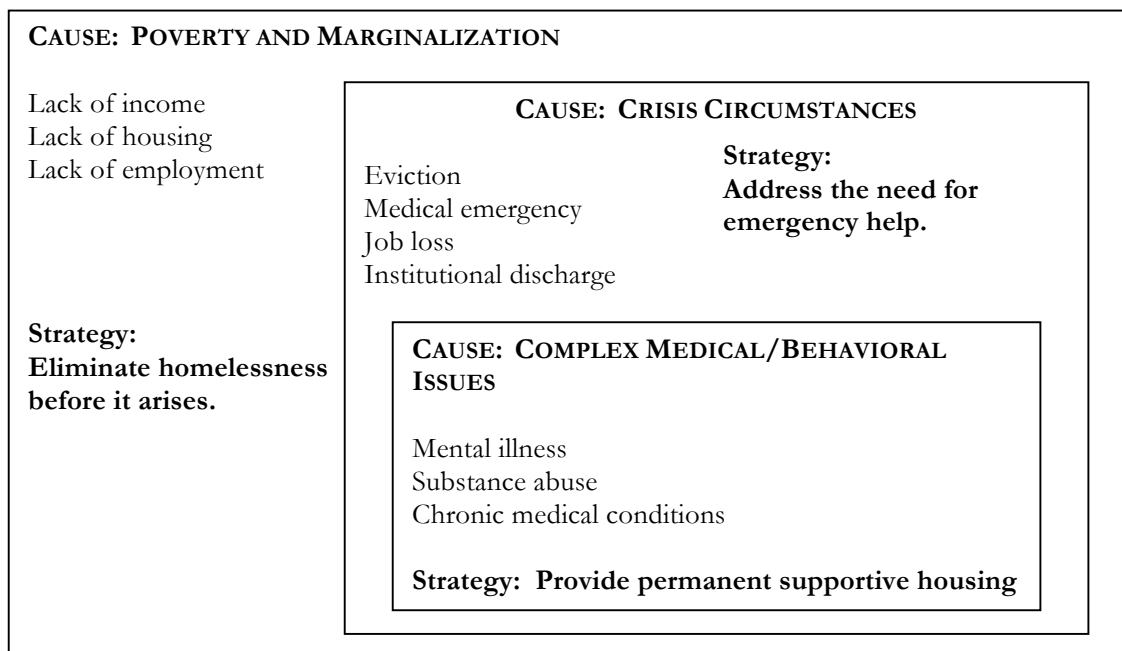 CAUSE: POVERTY AND MARGINALIZATION
Lack of income
Lack of housing
Lack of employment
Strategy:
Eliminate homelessness
before it arises.
CAUSE: CRISIS CIRCUMSTANCES
Eviction
Medical emergency
Job loss
Institutional discharge
Strategy:
Address the need for
emergency help.
CAUSE: COMPLEX MEDICAL/BEHAVIORAL
ISSUES
Mental illness
Substance abuse
Chronic medical conditions
Strategy: Provide permanent supportive housing